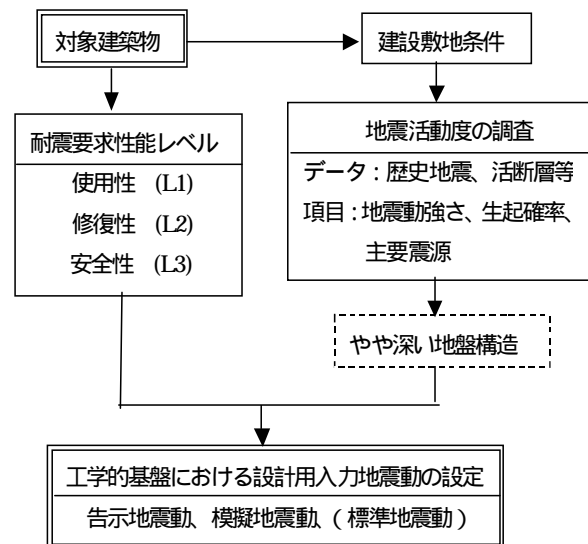 対象建築物
建設敷地条件
耐震要求性能レベル
使用性 (L1)
修復性 (L2)
安全性 (L3)
地震活動度の調査
データ：歴史地震、活断層等
項目：地震動強さ、生起確率、
主要震源
やや深い地盤構造
工学的基盤における設計用入力地震動の設定
告示地震動、模擬地震動、（標準地震動）